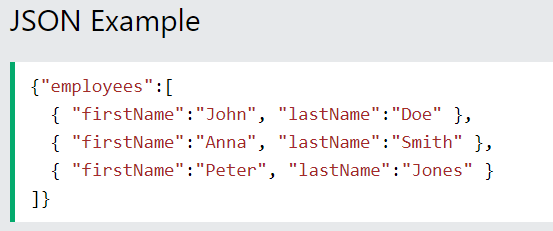 JSON Example
{"employees":[
  { "firstName":"John", "lastName":"Doe" },
  { "firstName":"Anna", "lastName":"Smith" },
  { "firstName":"Peter", "lastName":"Jones" }
]}